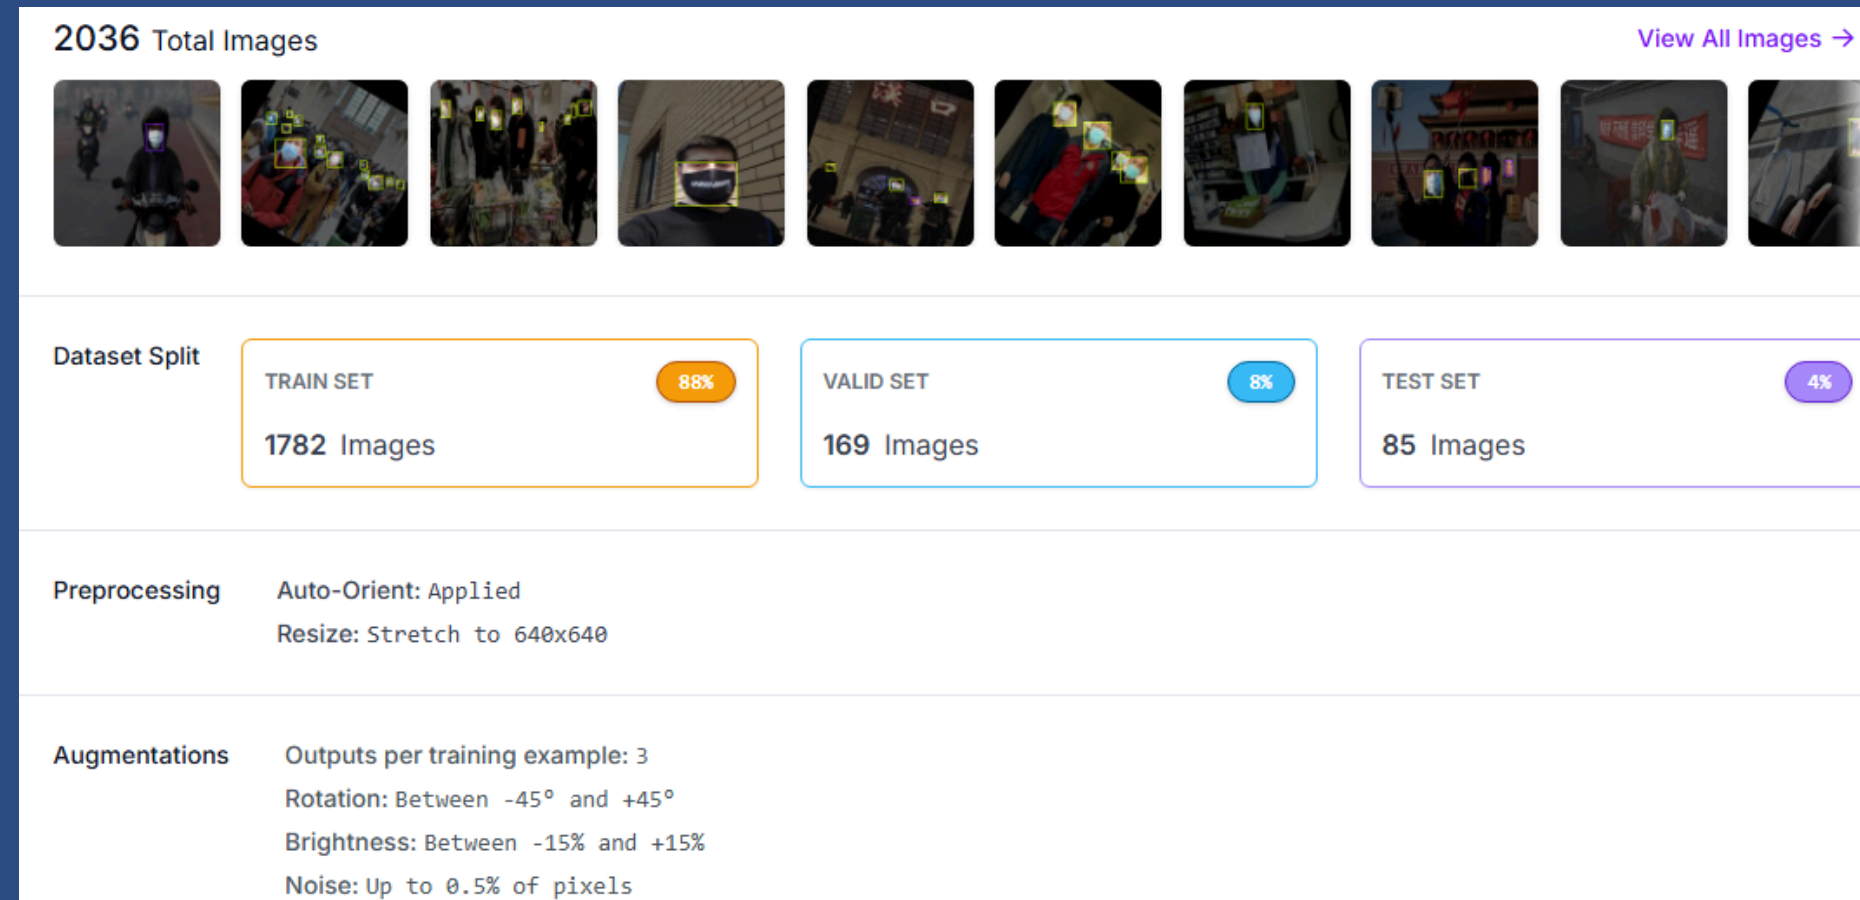 2036 Total Images
View All Images →
汉口
Dataset Split
TRAIN SET
88%
1782 Images
VALID SET
8%
169 Images
TEST SET
4%
85 Images
Preprocessing
Auto-Orient: Applied
Resize: Stretch to 640x640
Augmentations
Outputs per training example: 3
Rotation: Between -45° and +45°
Brightness: Between -15% and +15%
Noise: Up to 0.5% of pixels